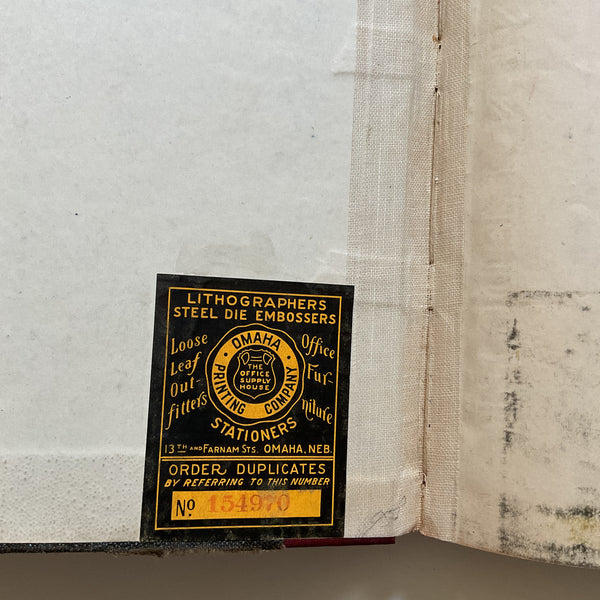 LITHOGRAPHERS
STEEL DIE EMBOSSERS
Loose
Leaf
Out-
fitters
OMAHA
PRINTING COMPANY
THE
OFFICE
SUPPLY
HOUSE
Office
Fur-
niture
STATIONERS
13TH AND FARNAM STS. OMAHA, NEB.
ORDER DUPLICATES
BY REFERRING TO THIS NUMBER
No. 154970